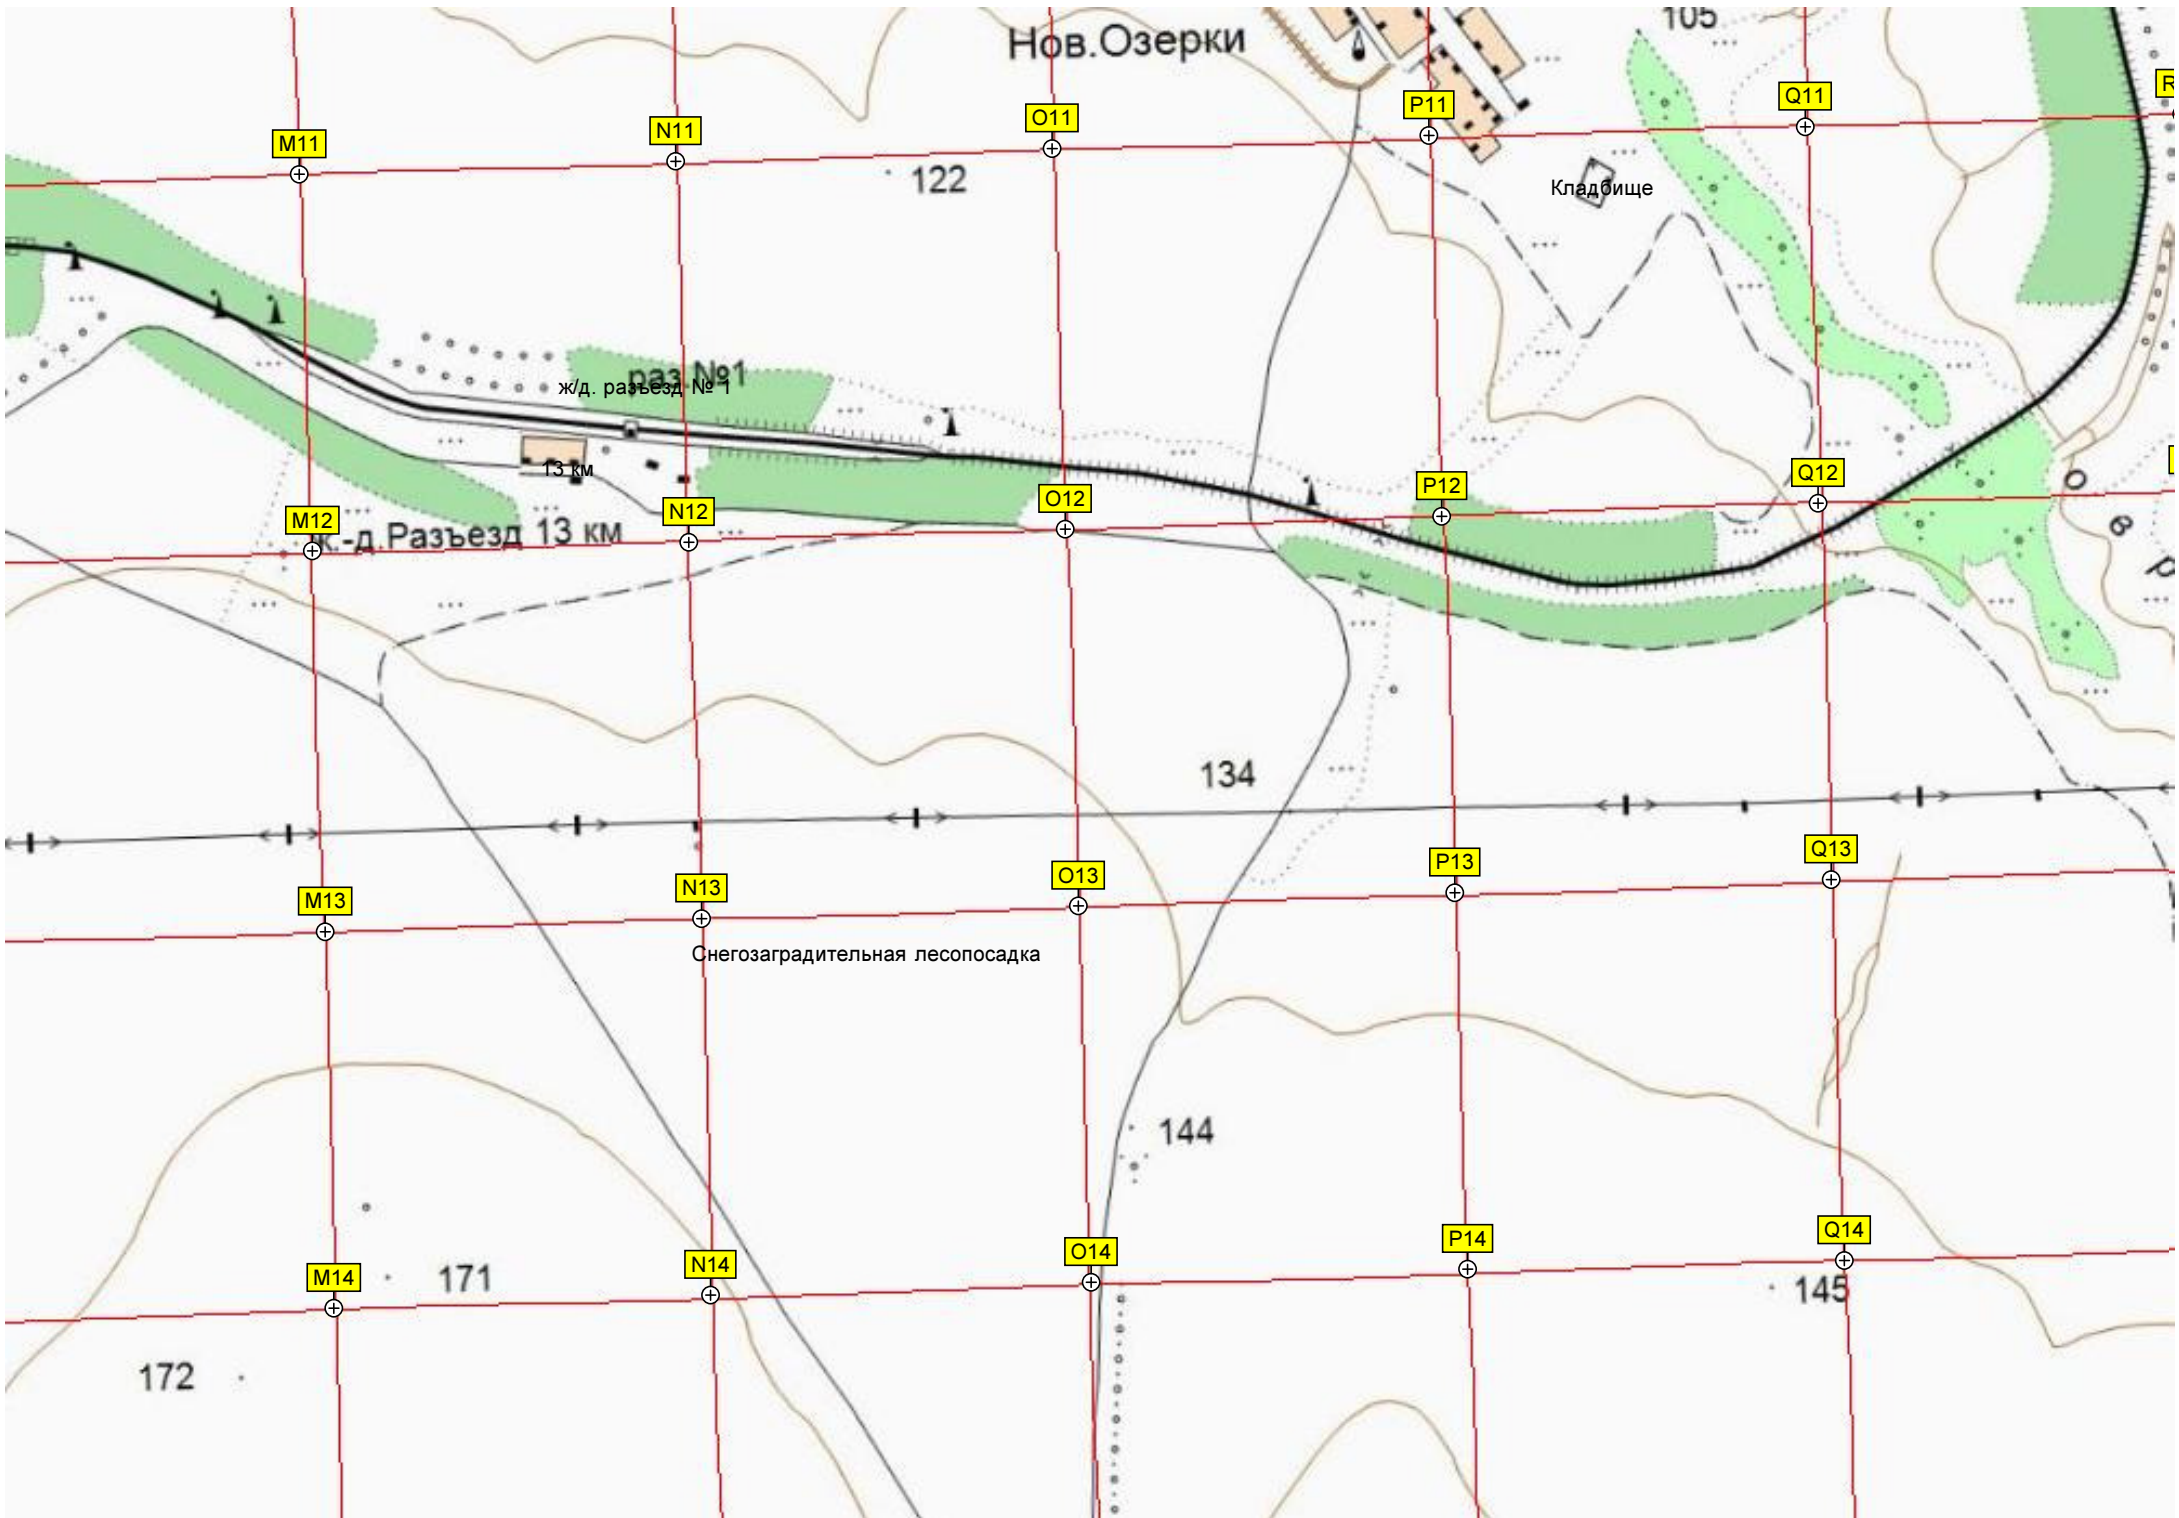 105
Нов.Озерки
Q11
P11
O11
N11
M11
R
122
Кладбище
раз.№1
ж/д. разъезд № 1
13 км
Q12
P12
O12
N12
M12
ж.-д.Разъезд 13 км
о
в
р
134
Q13
P13
O13
N13
M13
Снегозаградительная лесопосадка
144
Q14
P14
O14
N14
M14
171
145
172